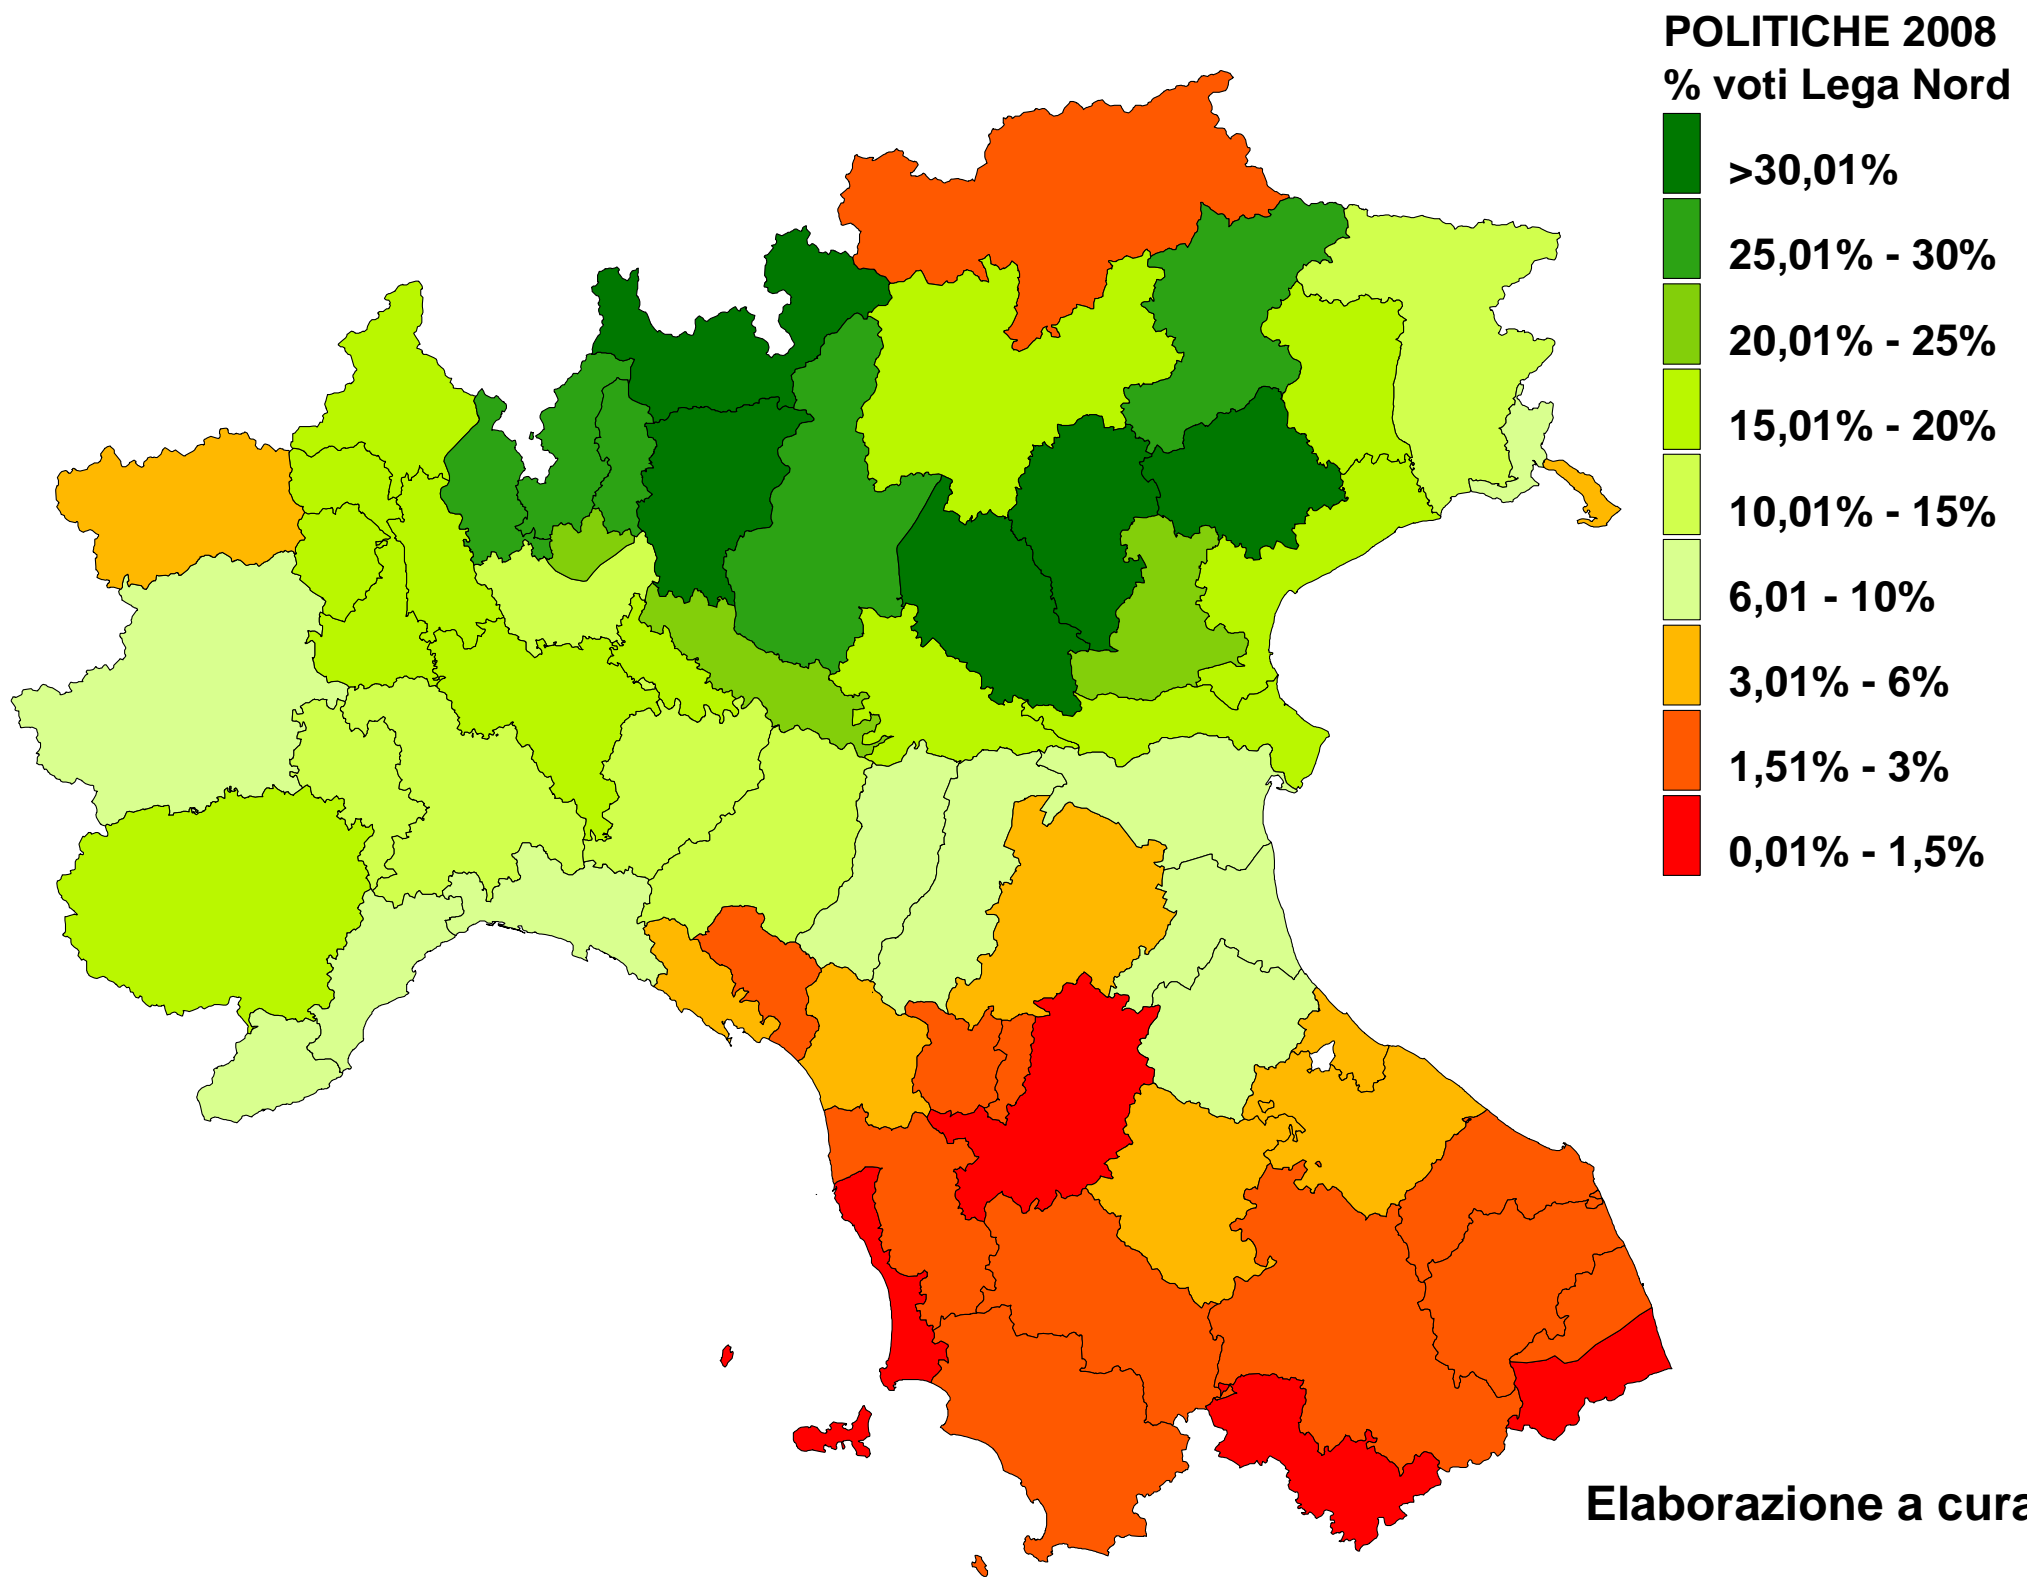 POLITICHE 2008
% voti Lega Nord
>30,01%
25,01% - 30%
20,01% - 25%
15,01% - 20%
10,01% - 15%
6,01 - 10%
3,01% - 6%
1,51% - 3%
0,01% - 1,5%
Elaborazione a cura